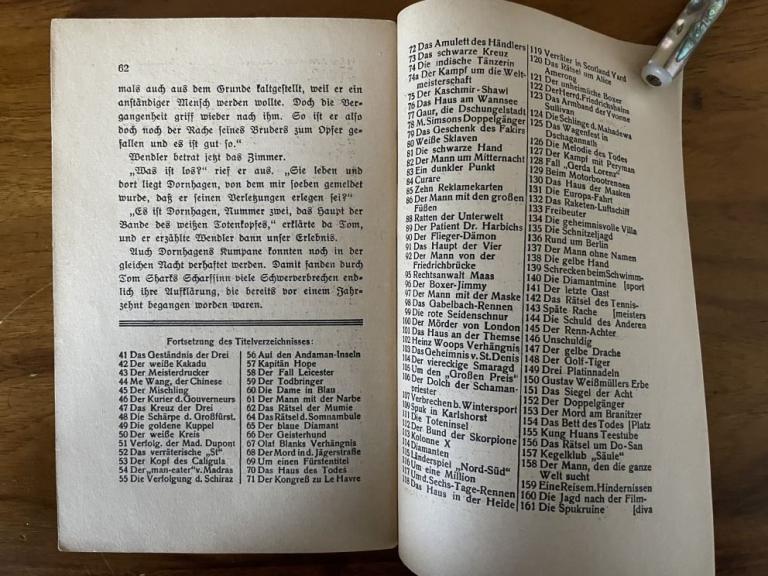 62
mals auch aus dem Grunde kaltgestellt, weil er ein
anständiger Mensch werden wollte. Doch die Ver-
gangenheit griff wieder nach ihm. So ist er also
doch noch der Rache seines Bruders zum Opfer ge-
fallen und es ist gut so."
Wendler betrat jetzt das Zimmer.
„Was ist los?" rief er aus. „Sie leben und
dort liegt Dornhagen, von dem mir soeben gemeldet
wurde, daß er seinen Verletzungen erlegen sei?"
„Es ist Dornhagen, Nummer zwei, das Haupt der
Bande des weißen Totenkopfes," erklärte da Tom,
und er erzählte Wendler dann unser Erlebnis.
Auch Dornhagens Kumpane konnten noch in der
gleichen Nacht verhaftet werden. Damit fanden durch
Tom Sharks Scharfsinn viele Schwerverbrechen end-
lich ihre Aufklärung, die bereits vor einem Jahr-
zehnt begangen worden waren.
Fortsetzung des Titelverzeichnisses:
41 Das Geständnis der Drei
42 Der weiße Kakadu
43 Der Meisterdrucker
44 Me Wang, der Chinese
45 Der Mischling
46 Der Kurier d.Gouverneurs
47 Das Kreuz der Drei
48 Die Schärpe d. Großfürst.
49 Die goldene Kuppel
50 Der weiße Kreis
51 Verfolg. der Mad. Dupont
52 Das verräterische „St"
53 Der Kopf des Caligula
54 Der„man-eater"v.Madras
55 Die Verfolgung d. Schiraz
56 Auf den Andaman-Inseln
57 Kapitän Hope
58 Der Fall Leicester
59 Der Todbringer
60 Die Dame in Blau
61 Der Mann mit der Narbe
62 Das Rätsel der Mumie
64 Das Rätsel d.Somnambule
65 Der blaue Diamant
66 Der Geisterhund
67 Olaf Blanks Verhängnis
68 Der Mord in d.Jägerstraße
69 Um einen Fürstentitel
70 Das Haus des Todes
71 Der Kongreß zu Le Havre
72 Das Amulett des Händlers
73 Das schwarze Kreuz
74 Die indische Tänzerin
74a Der Kampf um die Welt-
meisterschaft
75 Der Kaschmir-Shawl
76 Das Haus am Wannsee
77 Gaur, die Dschungelstadt
78 M. Simsons Doppelgänger
79 Das Geschenk des Fakirs
80 Weiße Sklaven
81 Die schwarze Hand
82 Der Mann um Mitternacht
83 Ein dunkler Punkt
84 Curare
85 Zehn Reklamekarten
86 Der Mann mit den großen
Füßen
88 Ratten der Unterwelt
89 Der Patient Dr. Harbichs
90 Der Flieger-Dämon
91 Das Haupt der Vier
92 Der Mann von der
Friedrichbrücke
95 Rechtsanwalt Maas
96 Der Boxer-Jimmy
97 Der Mann mit der Maske
98 Das Gabelbach-Rennen
99 Die rote Seidenschnur
100 Der Mörder von London
101 Das Haus an der Themse
102 Heinz Woops Verhängnis
103 Das Geheimnis v. St.Denis
104 Der viereckige Smaragd
105 Um den „Großen Preis"
106 Der Dolch der Schaman-
priester
107 Verbrechen b. Wintersport
109 Spuk in Karlshorst
111 Die Toteninsel
112 Der Bund der Skorpione
113 Kolonne X
114 Diamanten
115 Länderspiel „Nord-Süd"
116 Um eine Million
117 Um d. Sechs-Tage-Rennen
118 Das Haus in der Heide
119 Verräter in Scotland Yard
120 Das Rätsel um Alice
Amerong
121 Der unheimliche Boxer
122 Der Herr d.Friedrichshains
123 Das Armband der Yvonne
Sullivan
124 Die Schlinge d. Mahadewa
125 Das Wagenfest in
Dschagannath
126 Die Melodie des Todes
127 Der Kampf mit Peryman
128 Fall „Gerda Lorenz"
129 Beim Motorbootrennen
130 Das Haus der Masken
131 Die Europa-Fahrt
132 Das Raketen-Luftschiff
133 Freibeuter
134 Die geheimnisvolle Villa
135 Die Schnitzeljagd
136 Rund um Berlin
137 Der Mann ohne Namen
138 Die gelbe Hand
139 Schrecken beiSchwimm-
140 Die Diamantmine [sport
141 Der letzte Gast
142 Das Rätsel des Tennis-
143 Späte Rache [meisters
144 Die Schuld des Anderen
145 Der Renn-Achter
146 Unschuldig
147 Der gelbe Drache
148 Der Golf-Tiger
149 Drei Platinnadeln
150 Gustav Weißmüllers Erbe
151 Das Siegel der Acht
152 Der Doppelgänger
153 Der Mord am Branitzer
154 Das Bett des Todes [Platz
155 Kung Huans Teestube
156 Das Rätsel um Do-San
157 Kegelklub „Säule"
158 Der Mann, den die ganze
Welt sucht
159 Eine Reise m. Hindernissen
160 Die Jagd nach der Film-
161 Die Spukruine [diva